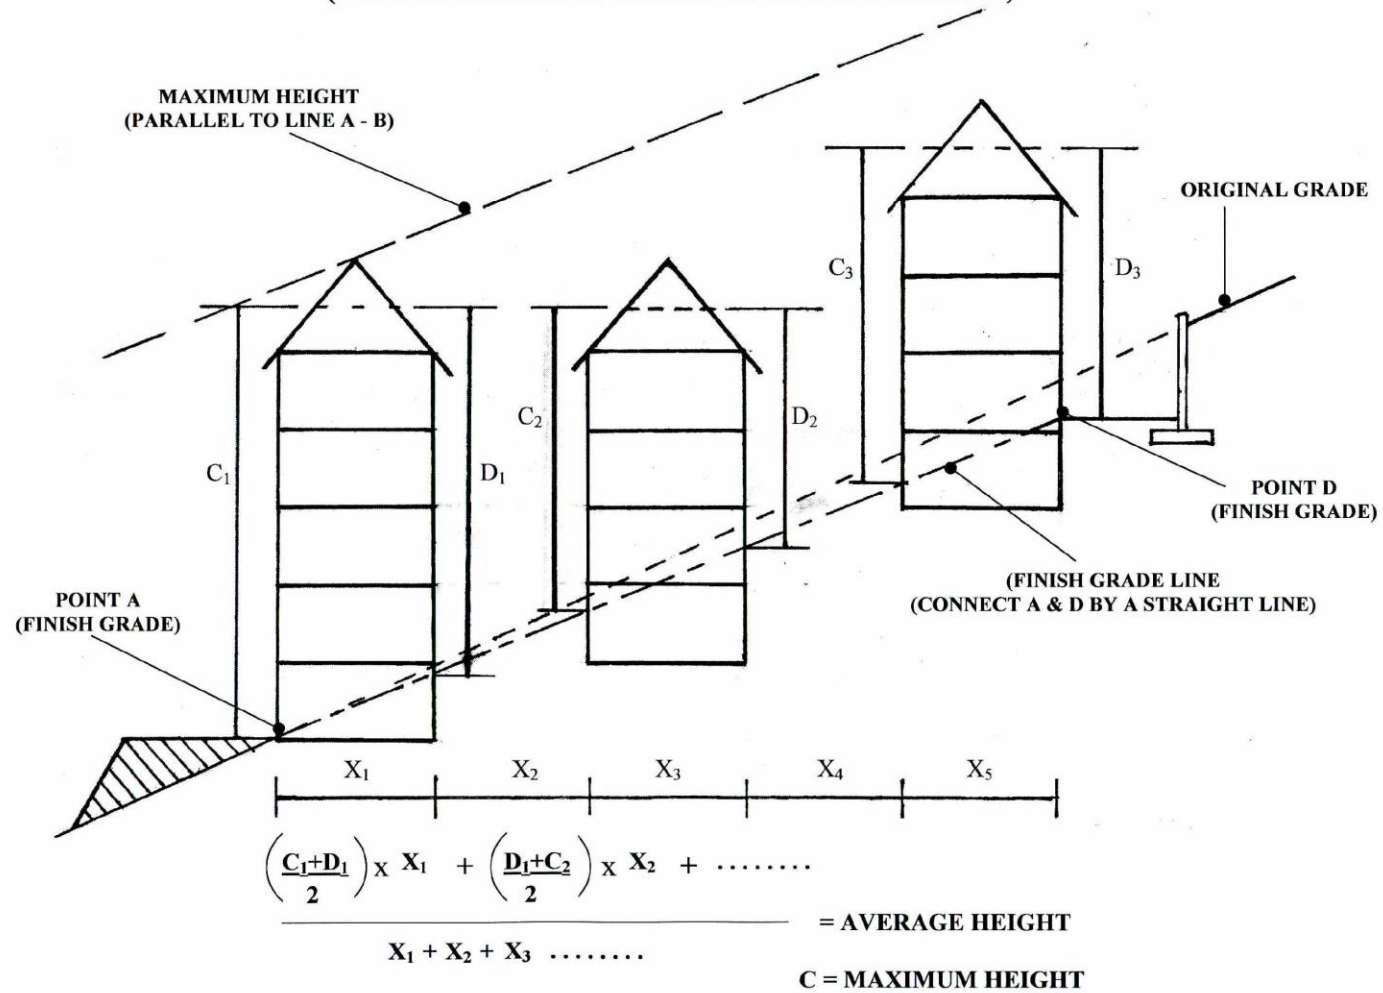 MAXIMUM HEIGHT
(PARALLEL TO LINE A - B)
ORIGINAL GRADE
C3
D3
C2
D2
C1
D1
POINT D
(FINISH GRADE)
(FINISH GRADE LINE
(CONNECT A & D BY A STRAIGHT LINE)
POINT A
(FINISH GRADE)
X1 X2 X3 X4 X5
(C1+D1 / 2) x X1 + (D1+C2 / 2) x X2 + ........
X1 + X2 + X3 ........
= AVERAGE HEIGHT
C = MAXIMUM HEIGHT